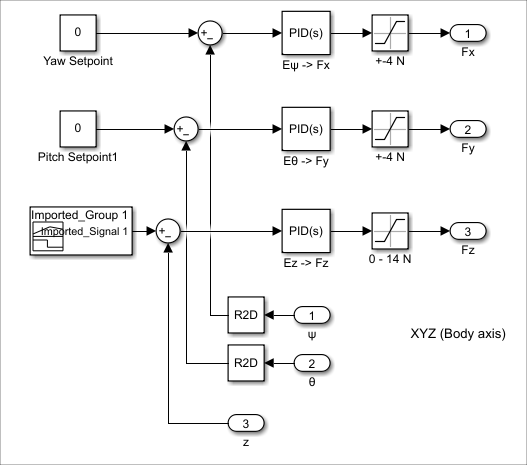 0
+
_
PID(s)
1
Yaw Setpoint
Eψ -> Fx
+-4 N
Fx
0
+
_
PID(s)
2
Pitch Setpoint1
Eθ -> Fy
+-4 N
Fy
Imported_Group 1
Imported_Signal 1
+
_
PID(s)
3
Ez -> Fz
0 - 14 N
Fz
R2D
1
ψ
XYZ (Body axis)
R2D
2
θ
3
z